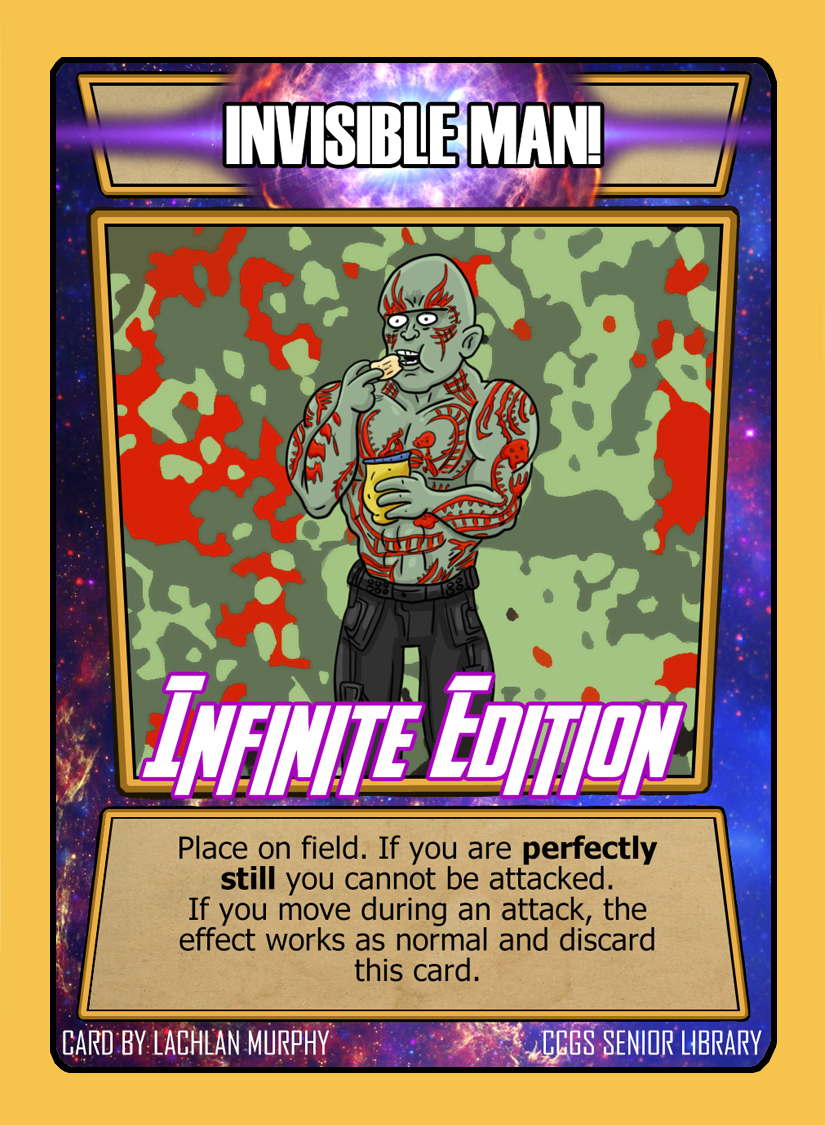 INVISIBLE MAN!
INFINITE EDITION
Place on field. If you are perfectly
still you cannot be attacked.
If you move during an attack, the
effect works as normal and discard
this card.
CARD BY LACHLAN MURPHY
CCGS SENIOR LIBRARY